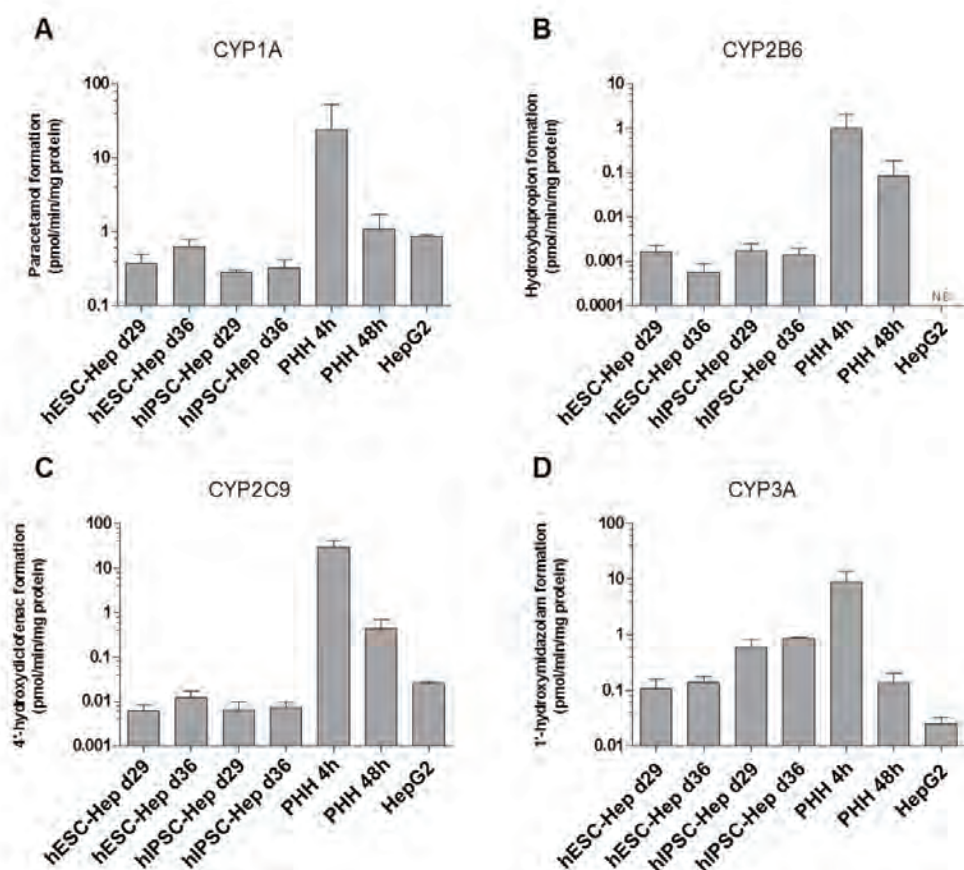 A
CYP1A
Paracetamol formation
(pmol/min/mg protein)
100
10
1
0.1
hESC-Hep d29
hESC-Hep d36
hIPSC-Hep d29
hIPSC-Hep d36
PHH 4h
PHH 48h
HepG2
B
CYP2B6
Hydroxybupropion formation
(pmol/min/mg protein)
10
1
0.1
0.01
0.001
0.0001
hESC-Hep d29
hESC-Hep d36
hIPSC-Hep d29
hIPSC-Hep d36
PHH 4h
PHH 48h
HepG2
C
CYP2C9
4'-hydroxydiclofenac formation
(pmol/min/mg protein)
100
10
1
0.1
0.01
0.001
hESC-Hep d29
hESC-Hep d36
hIPSC-Hep d29
hIPSC-Hep d36
PHH 4h
PHH 48h
HepG2
D
CYP3A
1'-hydroxymidazolam formation
(pmol/min/mg protein)
100
10
1
0.1
0.01
hESC-Hep d29
hESC-Hep d36
hIPSC-Hep d29
hIPSC-Hep d36
PHH 4h
PHH 48h
HepG2